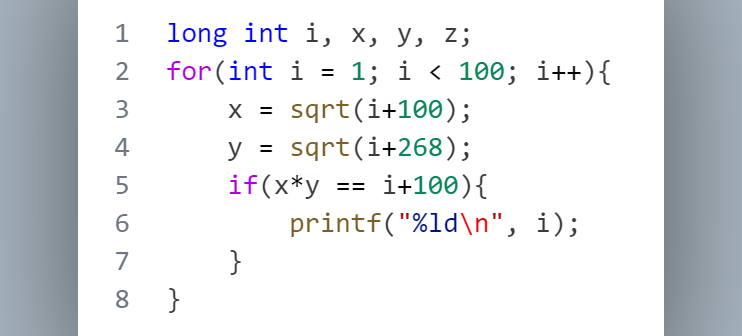 1 long int i, x, y, z;
2 for(int i = 1; i < 100; i++){
3 x = sqrt(i+100);
4 y = sqrt(i+268);
5 if(x*y == i+100){
6 printf("%ld\n", i);
7 }
8 }